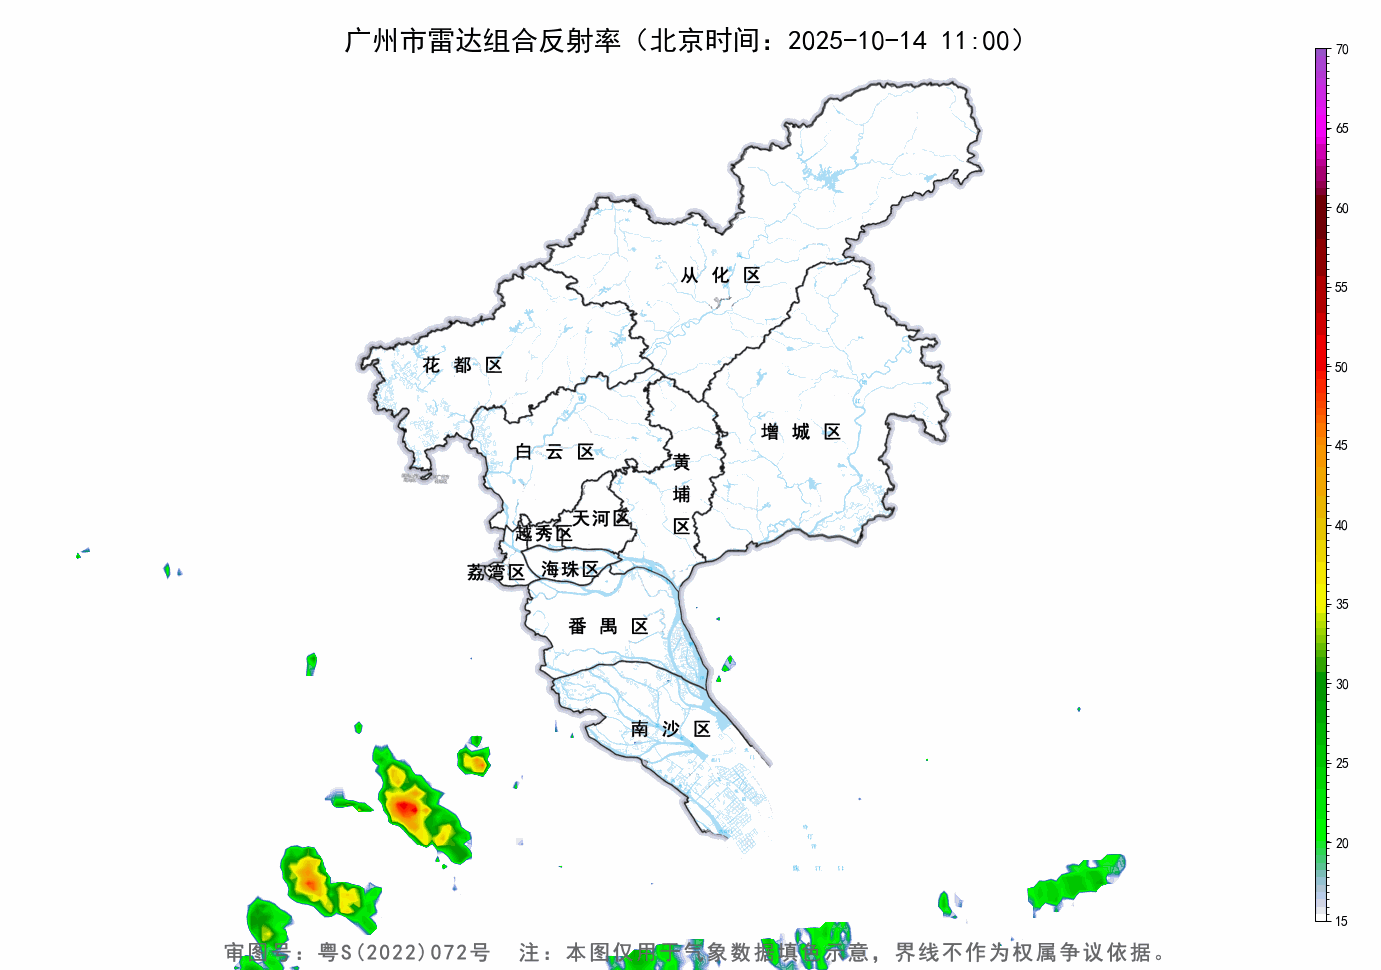 广州市雷达组合反射率（北京时间：2025-10-14 11:00）
70
65
60
55
50
45
40
35
30
25
20
15
从化区
花都区
增城区
白云区
黄埔区
天河区
越秀区
荔湾区
海珠区
番禺区
南沙区
审图号：粤S(2022)072号 注：本图仅用于气象数据填色示意，界线不作为权属争议依据。